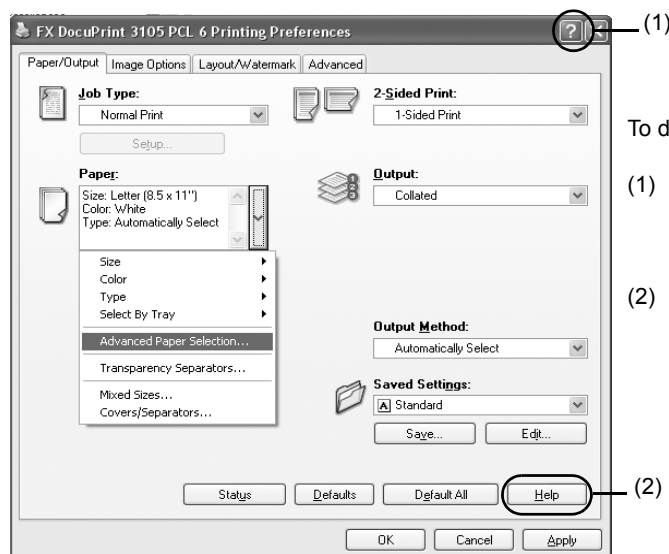 FX DocuPrint 3105 PCL 6 Printing Preferences
?
(1)
Paper/Output Image Options Layout/Watermark Advanced
Job Type:
Normal Print
Setup...
2-Sided Print:
1-Sided Print
To d
Paper:
Size: Letter (8.5 x 11")
Color: White
Type: Automatically Select
Output:
Collated
1
2
3
(1)
Size
Color
Type
Select By Tray
Advanced Paper Selection...
Transparency Separators...
Mixed Sizes...
Covers/Separators...
(2)
Output Method:
Automatically Select
Saved Settings:
A Standard
Save... Edit...
Status Defaults Default All Help
(2)
OK Cancel Apply